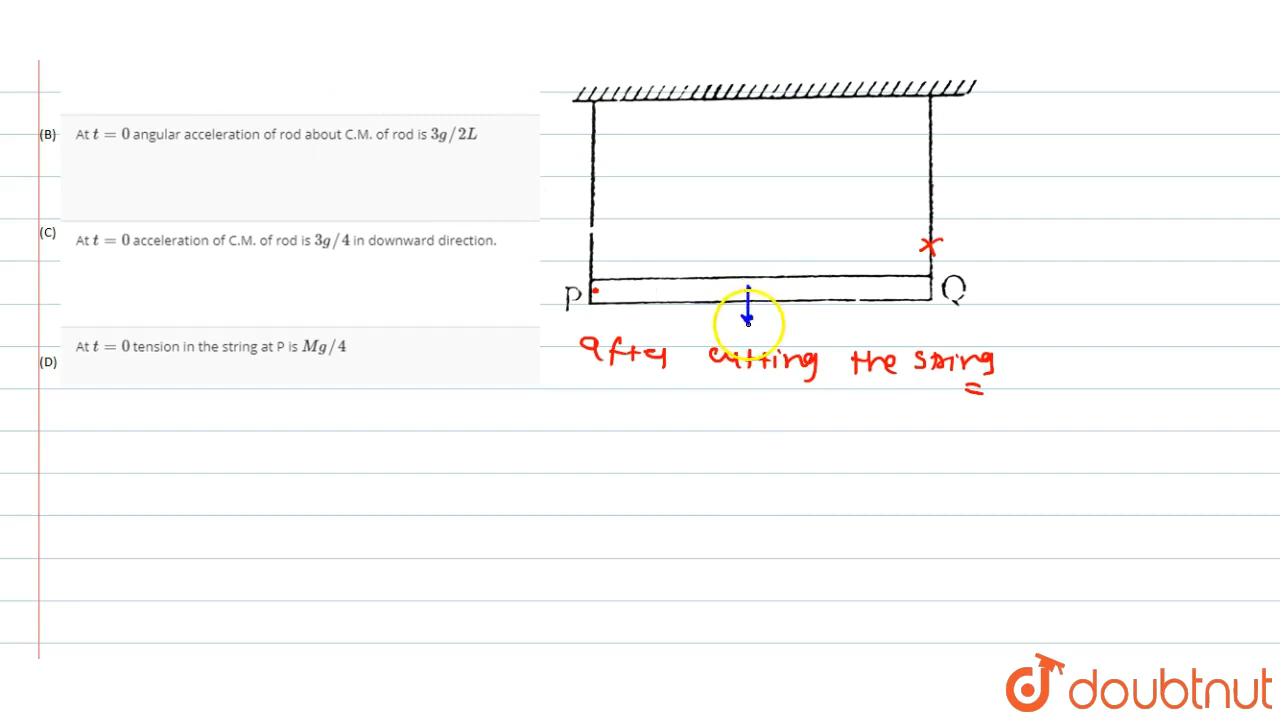 (B) At t = 0 angular acceleration of rod about C.M. of rod is 3g/2L
(C) At t = 0 acceleration of C.M. of rod is 3g/4 in downward direction.
(D) At t = 0 tension in the string at P is Mg/4
P
Q
after cutting the string
doubtnut